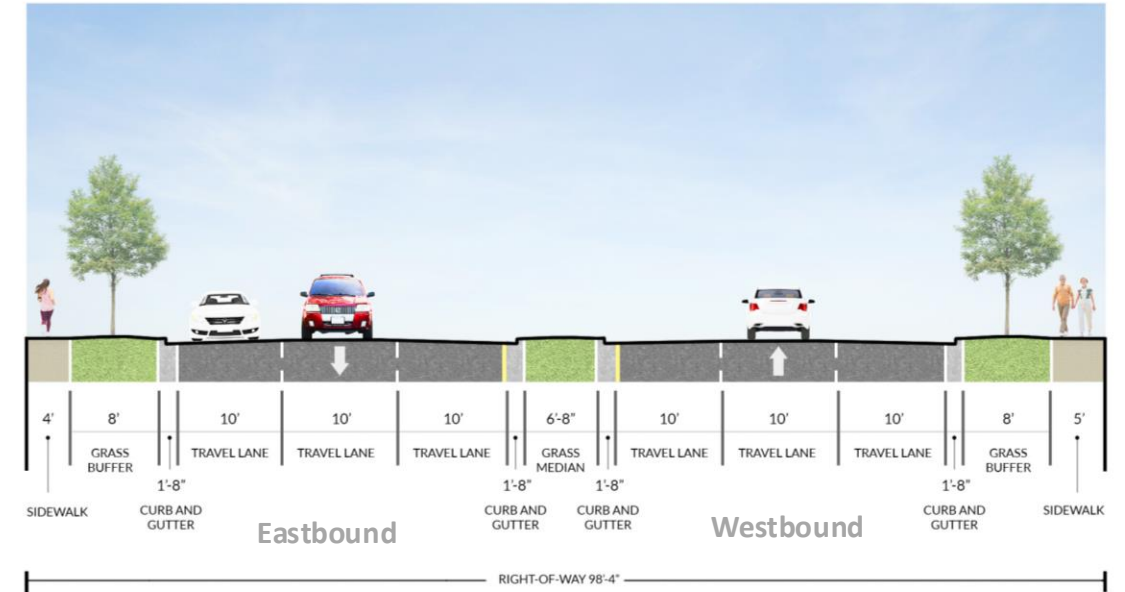 4’
8’
10’
10’
10’
6’-8”
10’
10’
10’
8’
5’
GRASS
BUFFER
TRAVEL LANE
TRAVEL LANE
TRAVEL LANE
GRASS
MEDIAN
TRAVEL LANE
TRAVEL LANE
TRAVEL LANE
GRASS
BUFFER
1’-8”
1’-8”
1’-8”
1’-8”
SIDEWALK
CURB AND
GUTTER
CURB AND
GUTTER
CURB AND
GUTTER
CURB AND
GUTTER
SIDEWALK
Eastbound
Westbound
RIGHT-OF-WAY 98’-4”